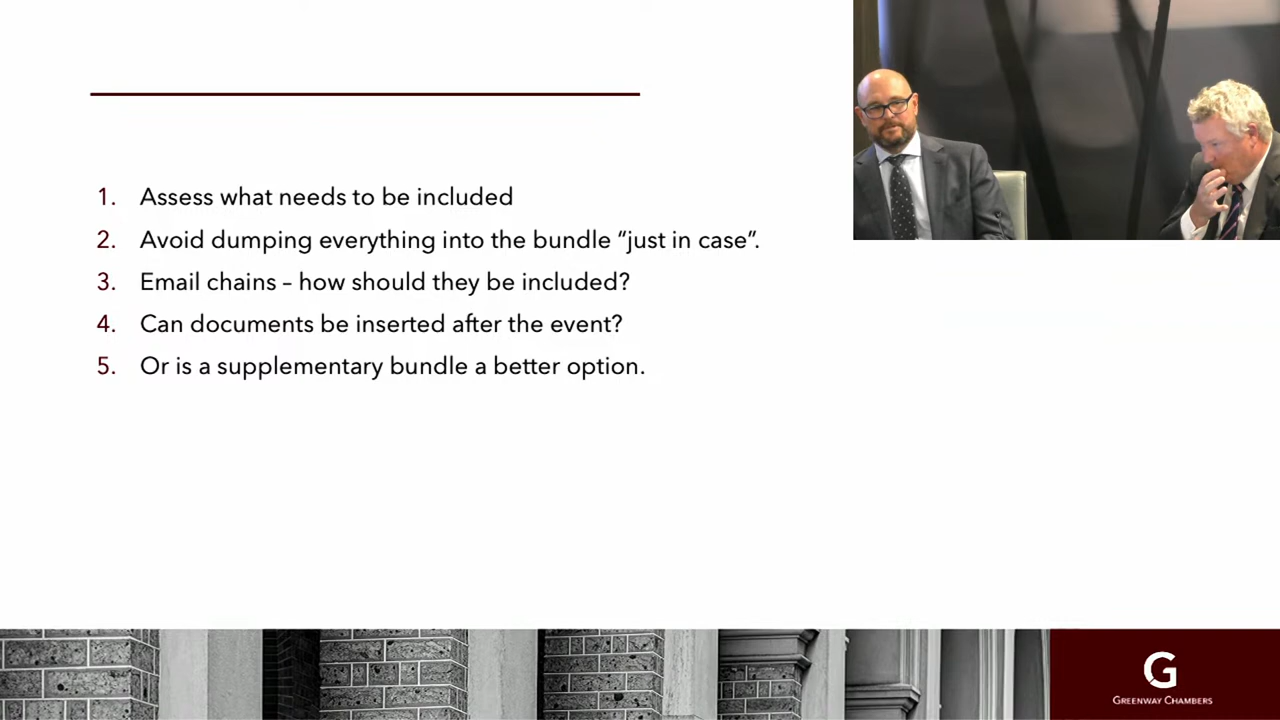 1. Assess what needs to be included
2. Avoid dumping everything into the bundle “just in case”.
3. Email chains – how should they be included?
4. Can documents be inserted after the event?
5. Or is a supplementary bundle a better option.
G
GREENWAY CHAMBERS